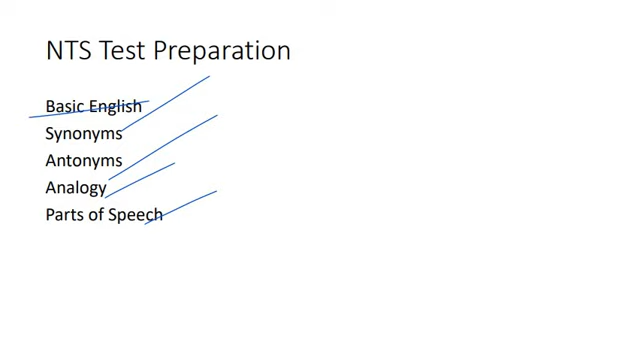 NTS Test Preparation
Basic English
Synonyms
Antonyms
Analogy
Parts of Speech